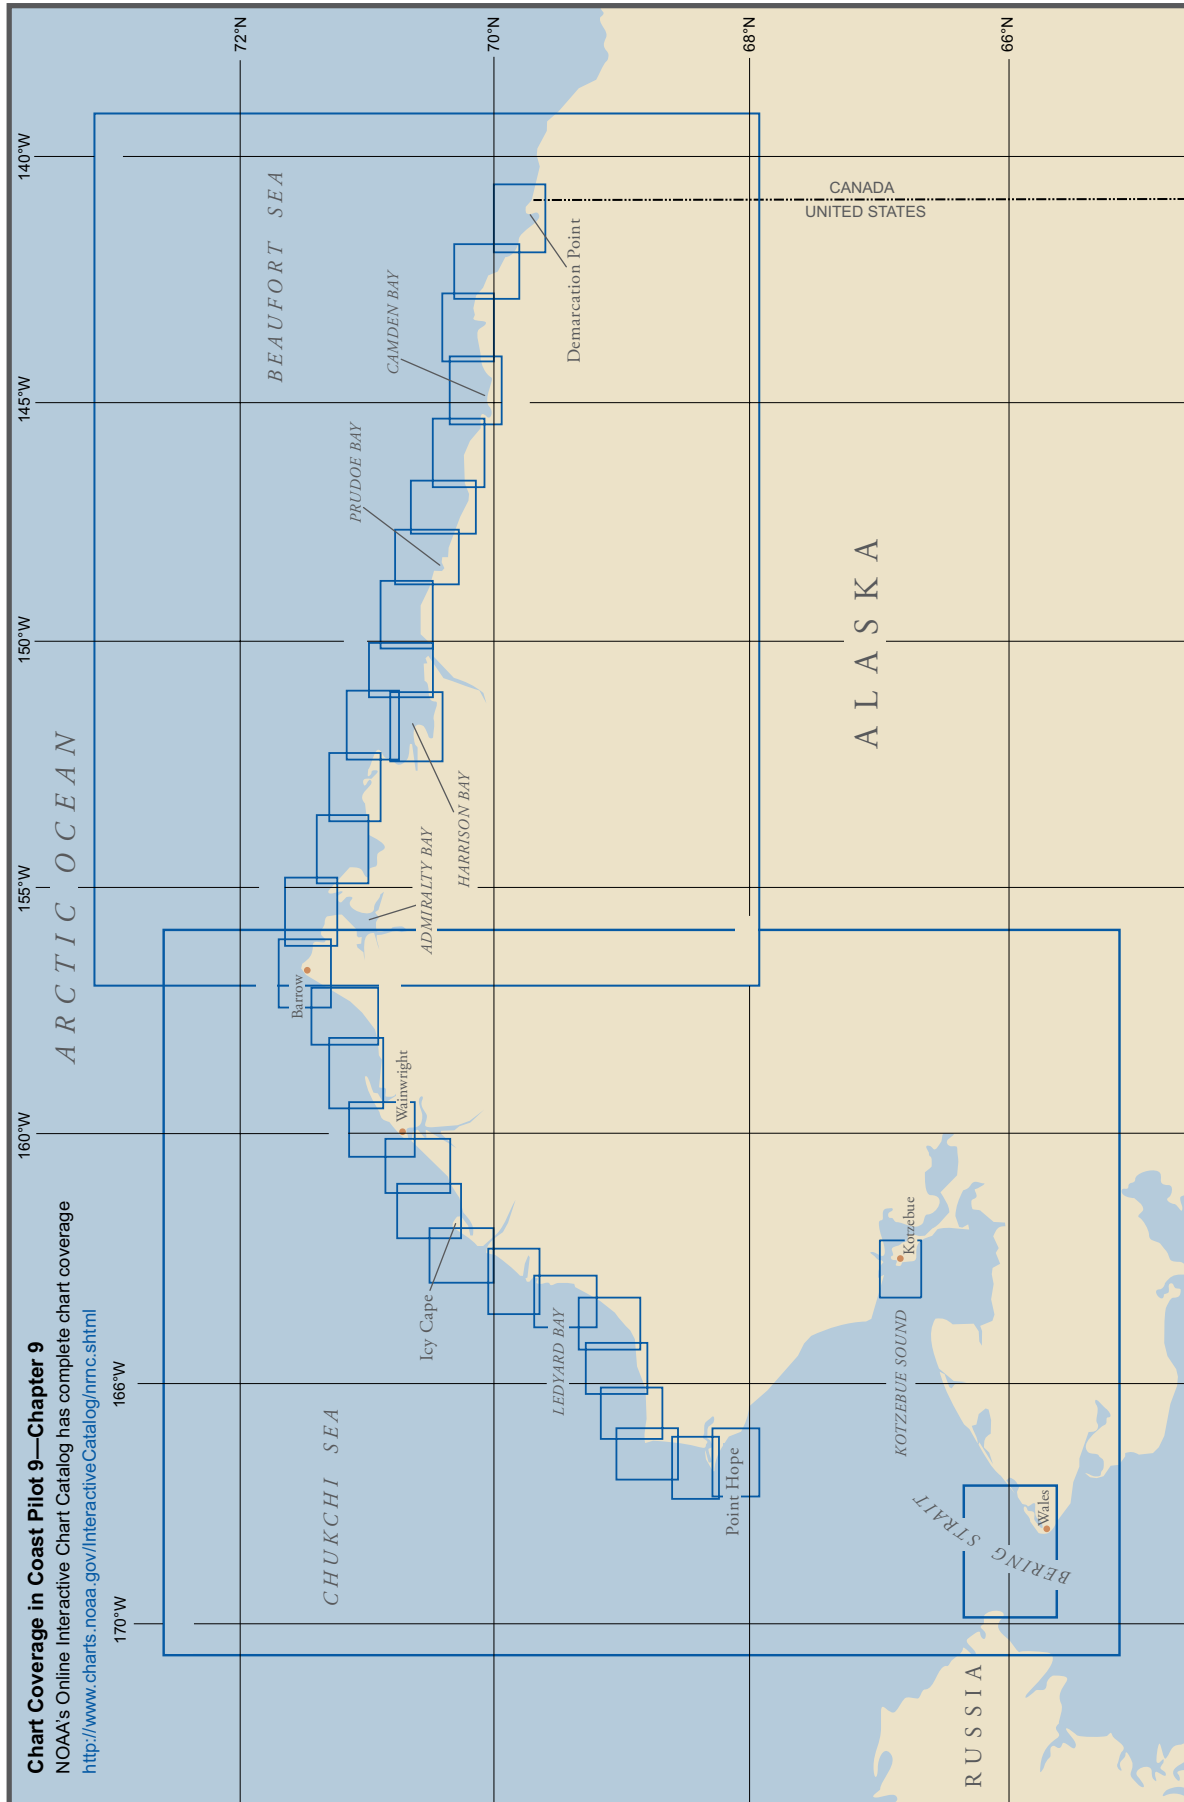 Chart Coverage in Coast Pilot 9—Chapter 9
NOAA's Online Interactive Chart Catalog has complete chart coverage
http://www.charts.noaa.gov/InteractiveCatalog/nrnc.shtml
170°W
166°W
160°W
155°W
150°W
145°W
140°W
ARCTIC OCEAN
BEAUFORT SEA
72°N
CHUKCHI SEA
Barrow
PRUDOE BAY
CAMDEN BAY
Icy Cape
Wainwright
ADMIRALTY BAY
HARRISON BAY
70°N
LEDYARD BAY
Demarcation Point
Point Hope
68°N
CANADA
UNITED STATES
ALASKA
KOTZEBUE SOUND
Kotzebue
RUSSIA
BERING STRAIT
Wales
66°N